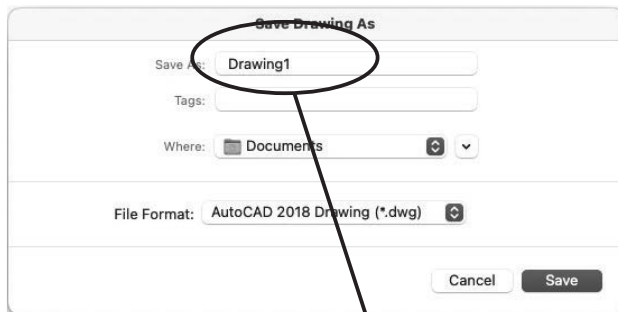 Save Drawing As
Save As: Drawing1
Tags:
Where: Documents
File Format: AutoCAD 2018 Drawing (*.dwg)
Cancel Save